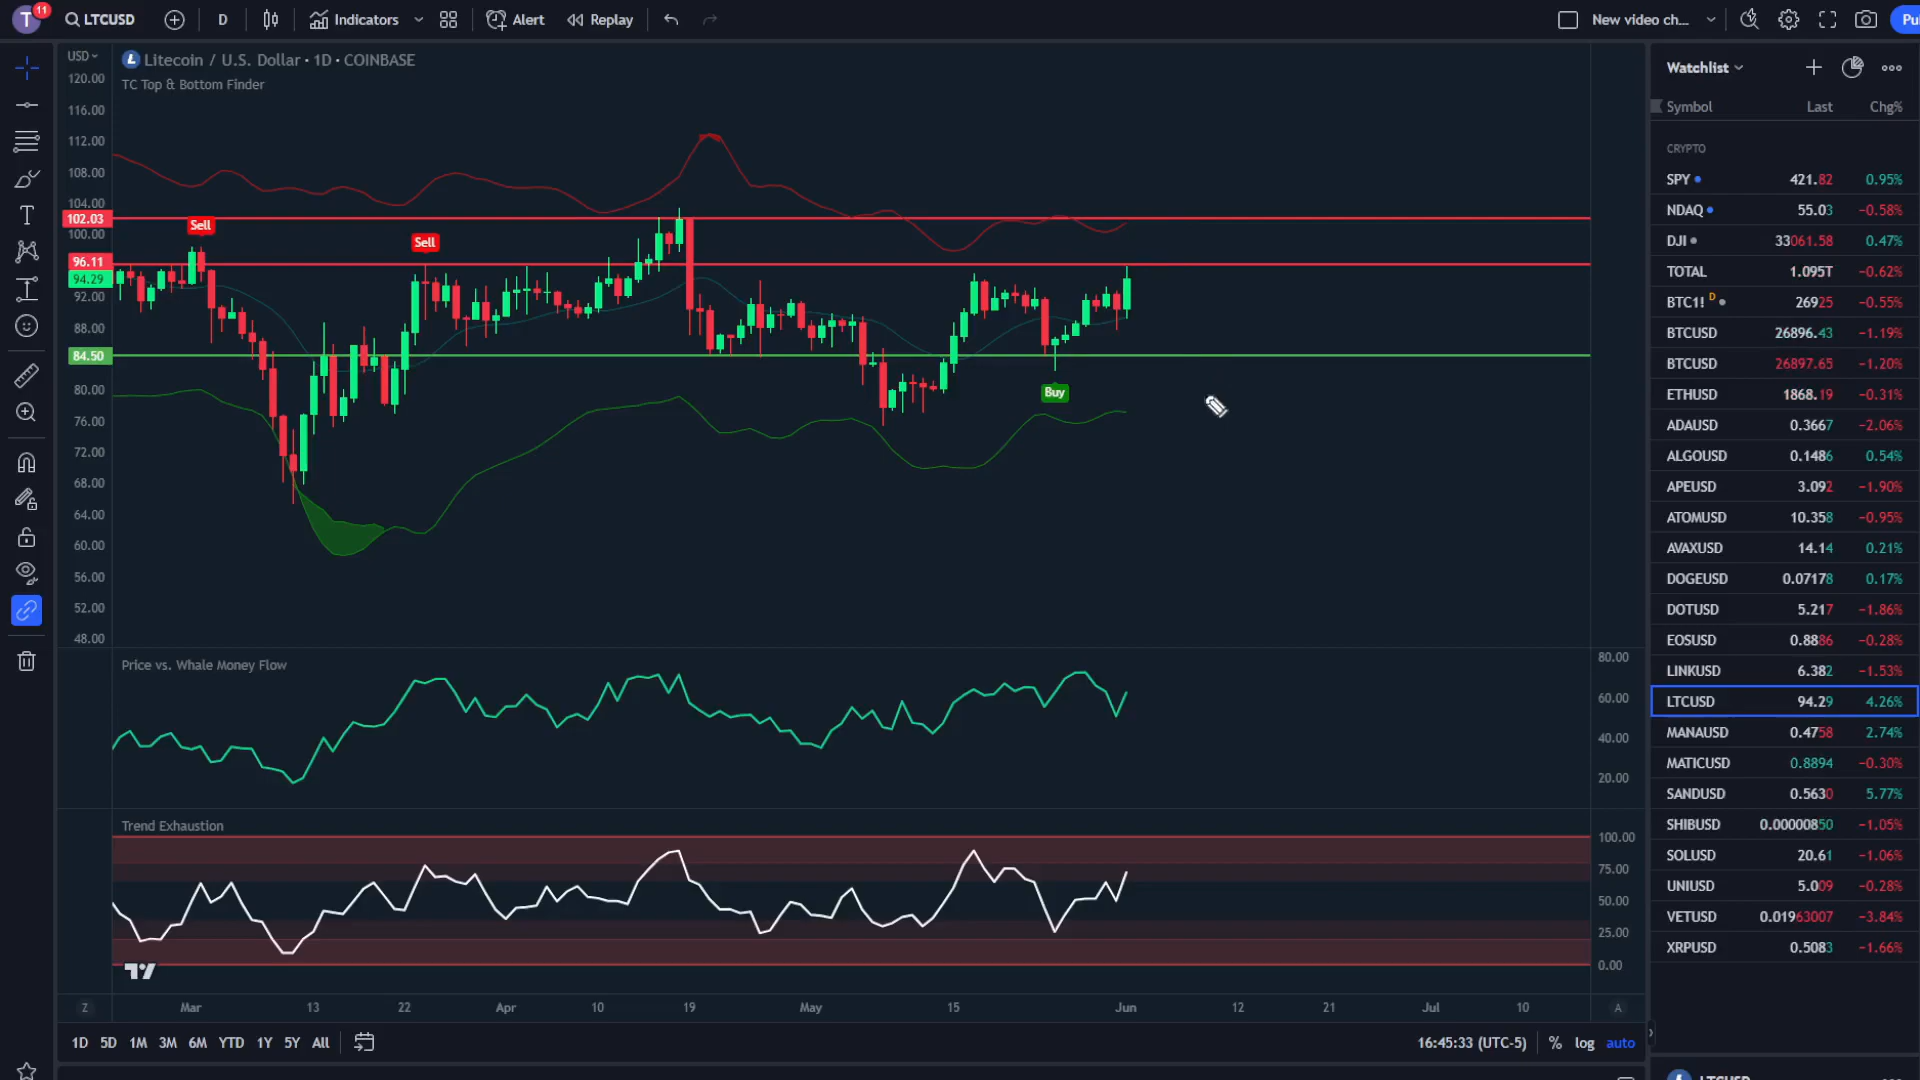 T 11 LTCUSD D Indicators Alert Replay New video ch...
USD Litecoin / U.S. Dollar · 1D · COINBASE
TC Top & Bottom Finder
120.00
116.00
112.00
108.00
104.00
102.03
100.00
96.11
94.29
92.00
88.00
84.50
80.00
76.00
72.00
68.00
64.00
60.00
56.00
52.00
48.00
Sell
Sell
Buy
Price vs. Whale Money Flow
80.00
60.00
40.00
20.00
Trend Exhaustion
100.00
75.00
50.00
25.00
0.00
Z Mar 13 22 Apr 10 19 May 15 Jun 12 21 Jul 10 A
1D 5D 1M 3M 6M YTD 1Y 5Y All 16:45:33 (UTC-5) % log auto
Watchlist
Symbol Last Chg%
CRYPTO
SPY 421.82 0.95%
NDAQ 55.03 −0.58%
DJI 33061.58 0.47%
TOTAL 1.095T −0.62%
BTC1! D 26925 −0.55%
BTCUSD 26896.43 −1.19%
BTCUSD 26897.65 −1.20%
ETHUSD 1868.19 −0.31%
ADAUSD 0.3667 −2.06%
ALGOUSD 0.1486 0.54%
APEUSD 3.092 −1.90%
ATOMUSD 10.358 −0.95%
AVAXUSD 14.14 0.21%
DOGEUSD 0.07178 0.17%
DOTUSD 5.217 −1.86%
EOSUSD 0.8886 −0.28%
LINKUSD 6.382 −1.53%
LTCUSD 94.29 4.26%
MANAUSD 0.4758 2.74%
MATICUSD 0.8894 −0.30%
SANDUSD 0.5630 5.77%
SHIBUSD 0.00000850 −1.05%
SOLUSD 20.61 −1.06%
UNIUSD 5.009 −0.28%
VETUSD 0.01963007 −3.84%
XRPUSD 0.5083 −1.66%